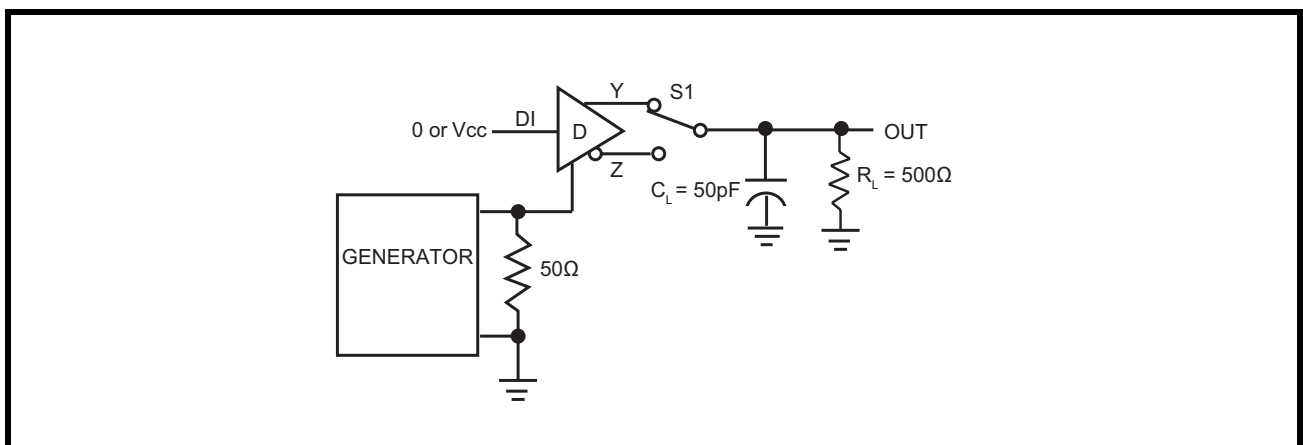 Y
S1
DI
0 or Vcc
D
OUT
Z
C_L = 50pF
R_L = 500Ω
GENERATOR
50Ω